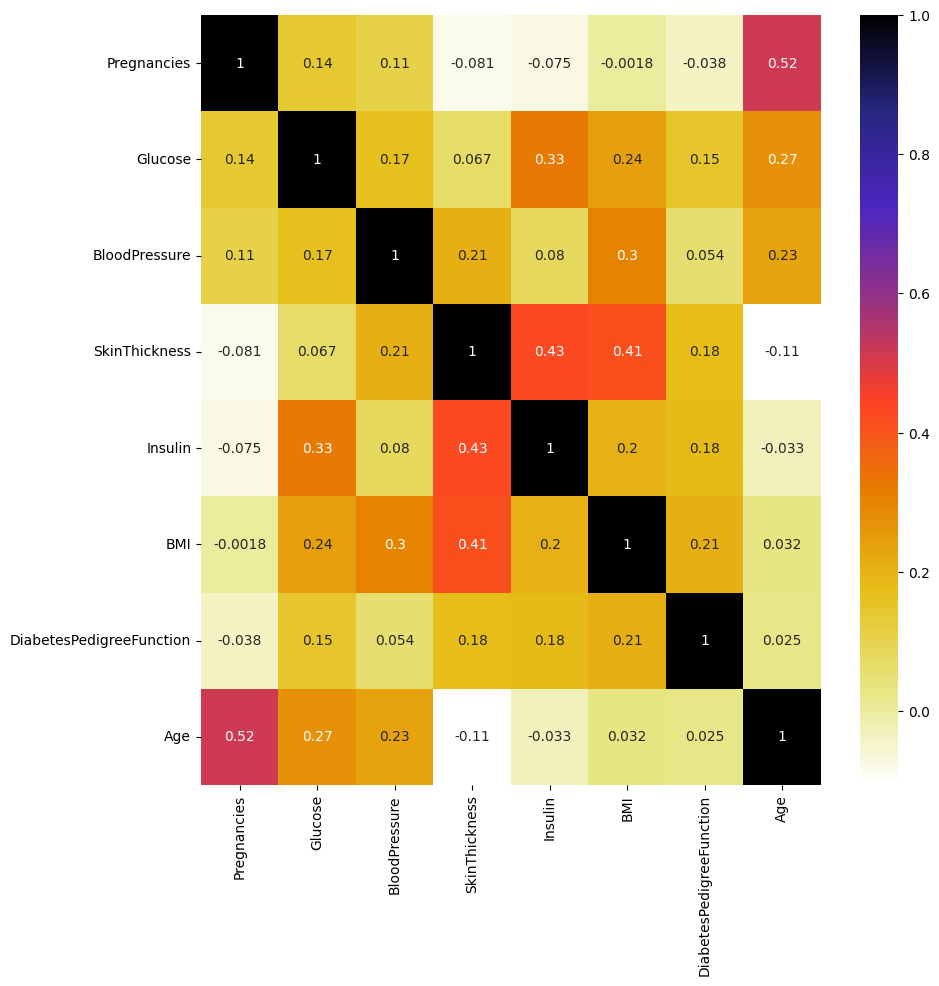 Pregnancies 1 0.14 0.11 -0.081 -0.075 -0.0018 -0.038 0.52
Glucose 0.14 1 0.17 0.067 0.33 0.24 0.15 0.27
BloodPressure 0.11 0.17 1 0.21 0.08 0.3 0.054 0.23
SkinThickness -0.081 0.067 0.21 1 0.43 0.41 0.18 -0.11
Insulin -0.075 0.33 0.08 0.43 1 0.2 0.18 -0.033
BMI -0.0018 0.24 0.3 0.41 0.2 1 0.21 0.032
DiabetesPedigreeFunction -0.038 0.15 0.054 0.18 0.18 0.21 1 0.025
Age 0.52 0.27 0.23 -0.11 -0.033 0.032 0.025 1
Pregnancies
Glucose
BloodPressure
SkinThickness
Insulin
BMI
DiabetesPedigreeFunction
Age
1.0
0.8
0.6
0.4
0.2
0.0